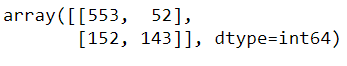 array([[553,  52],
       [152, 143]], dtype=int64)